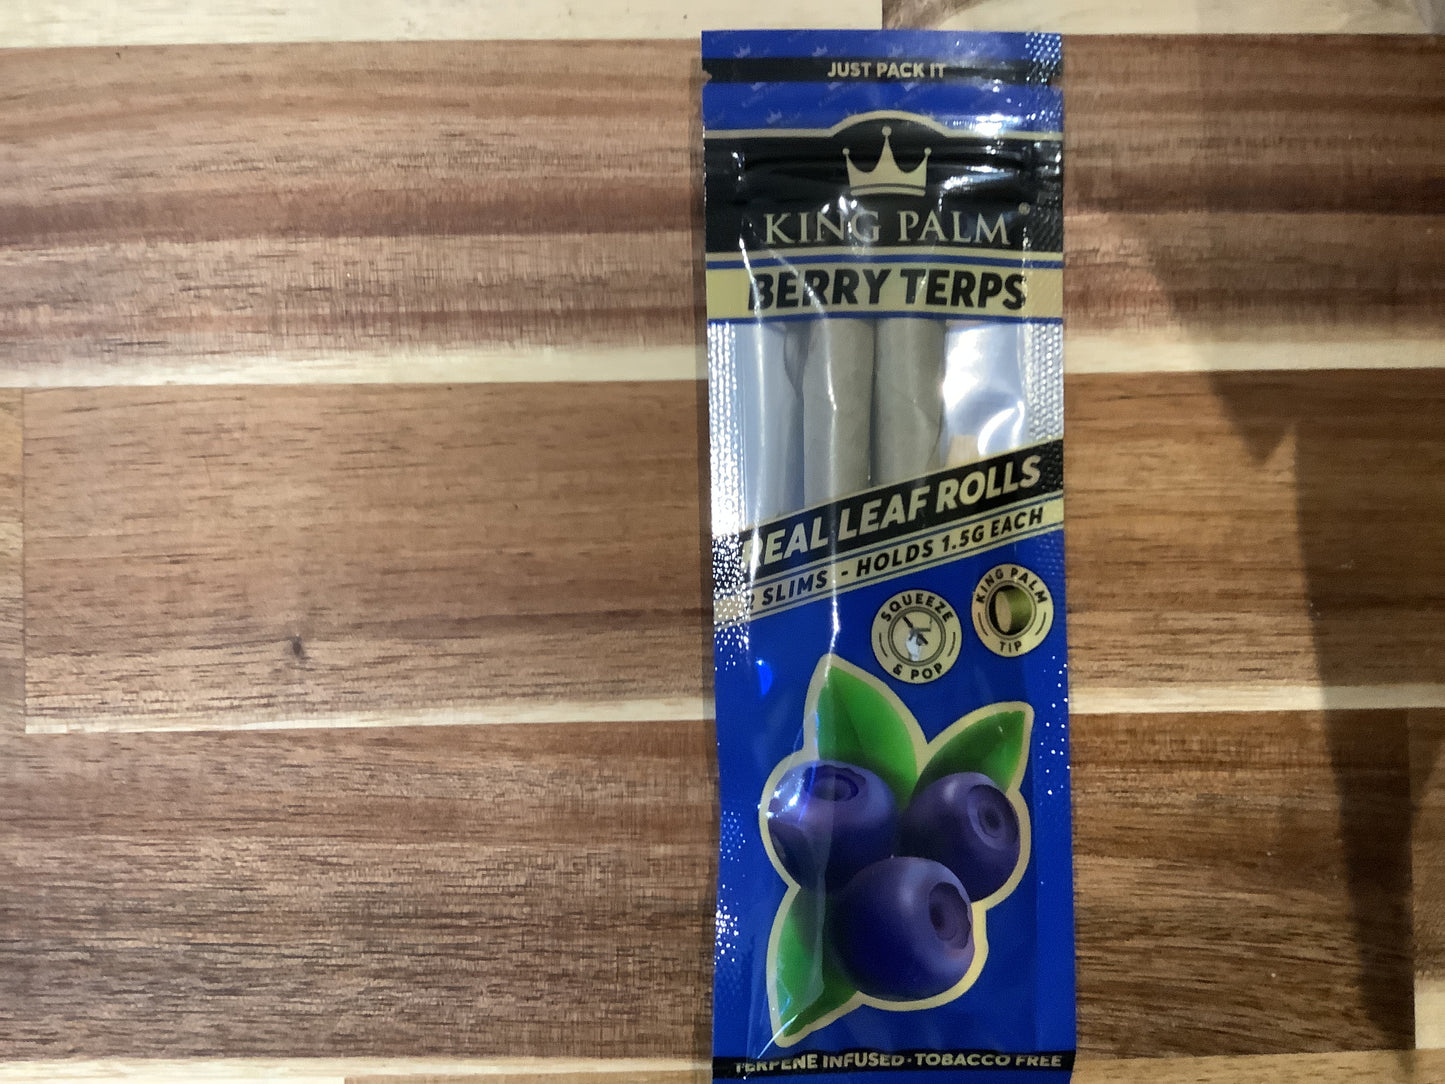 JUST PACK IT
KING PALM®
BERRY TERPS
REAL LEAF ROLLS
2 SLIMS - HOLDS 1.5G EACH
SQUEEZE & POP
KING PALM TIP
TERPENE INFUSED · TOBACCO FREE